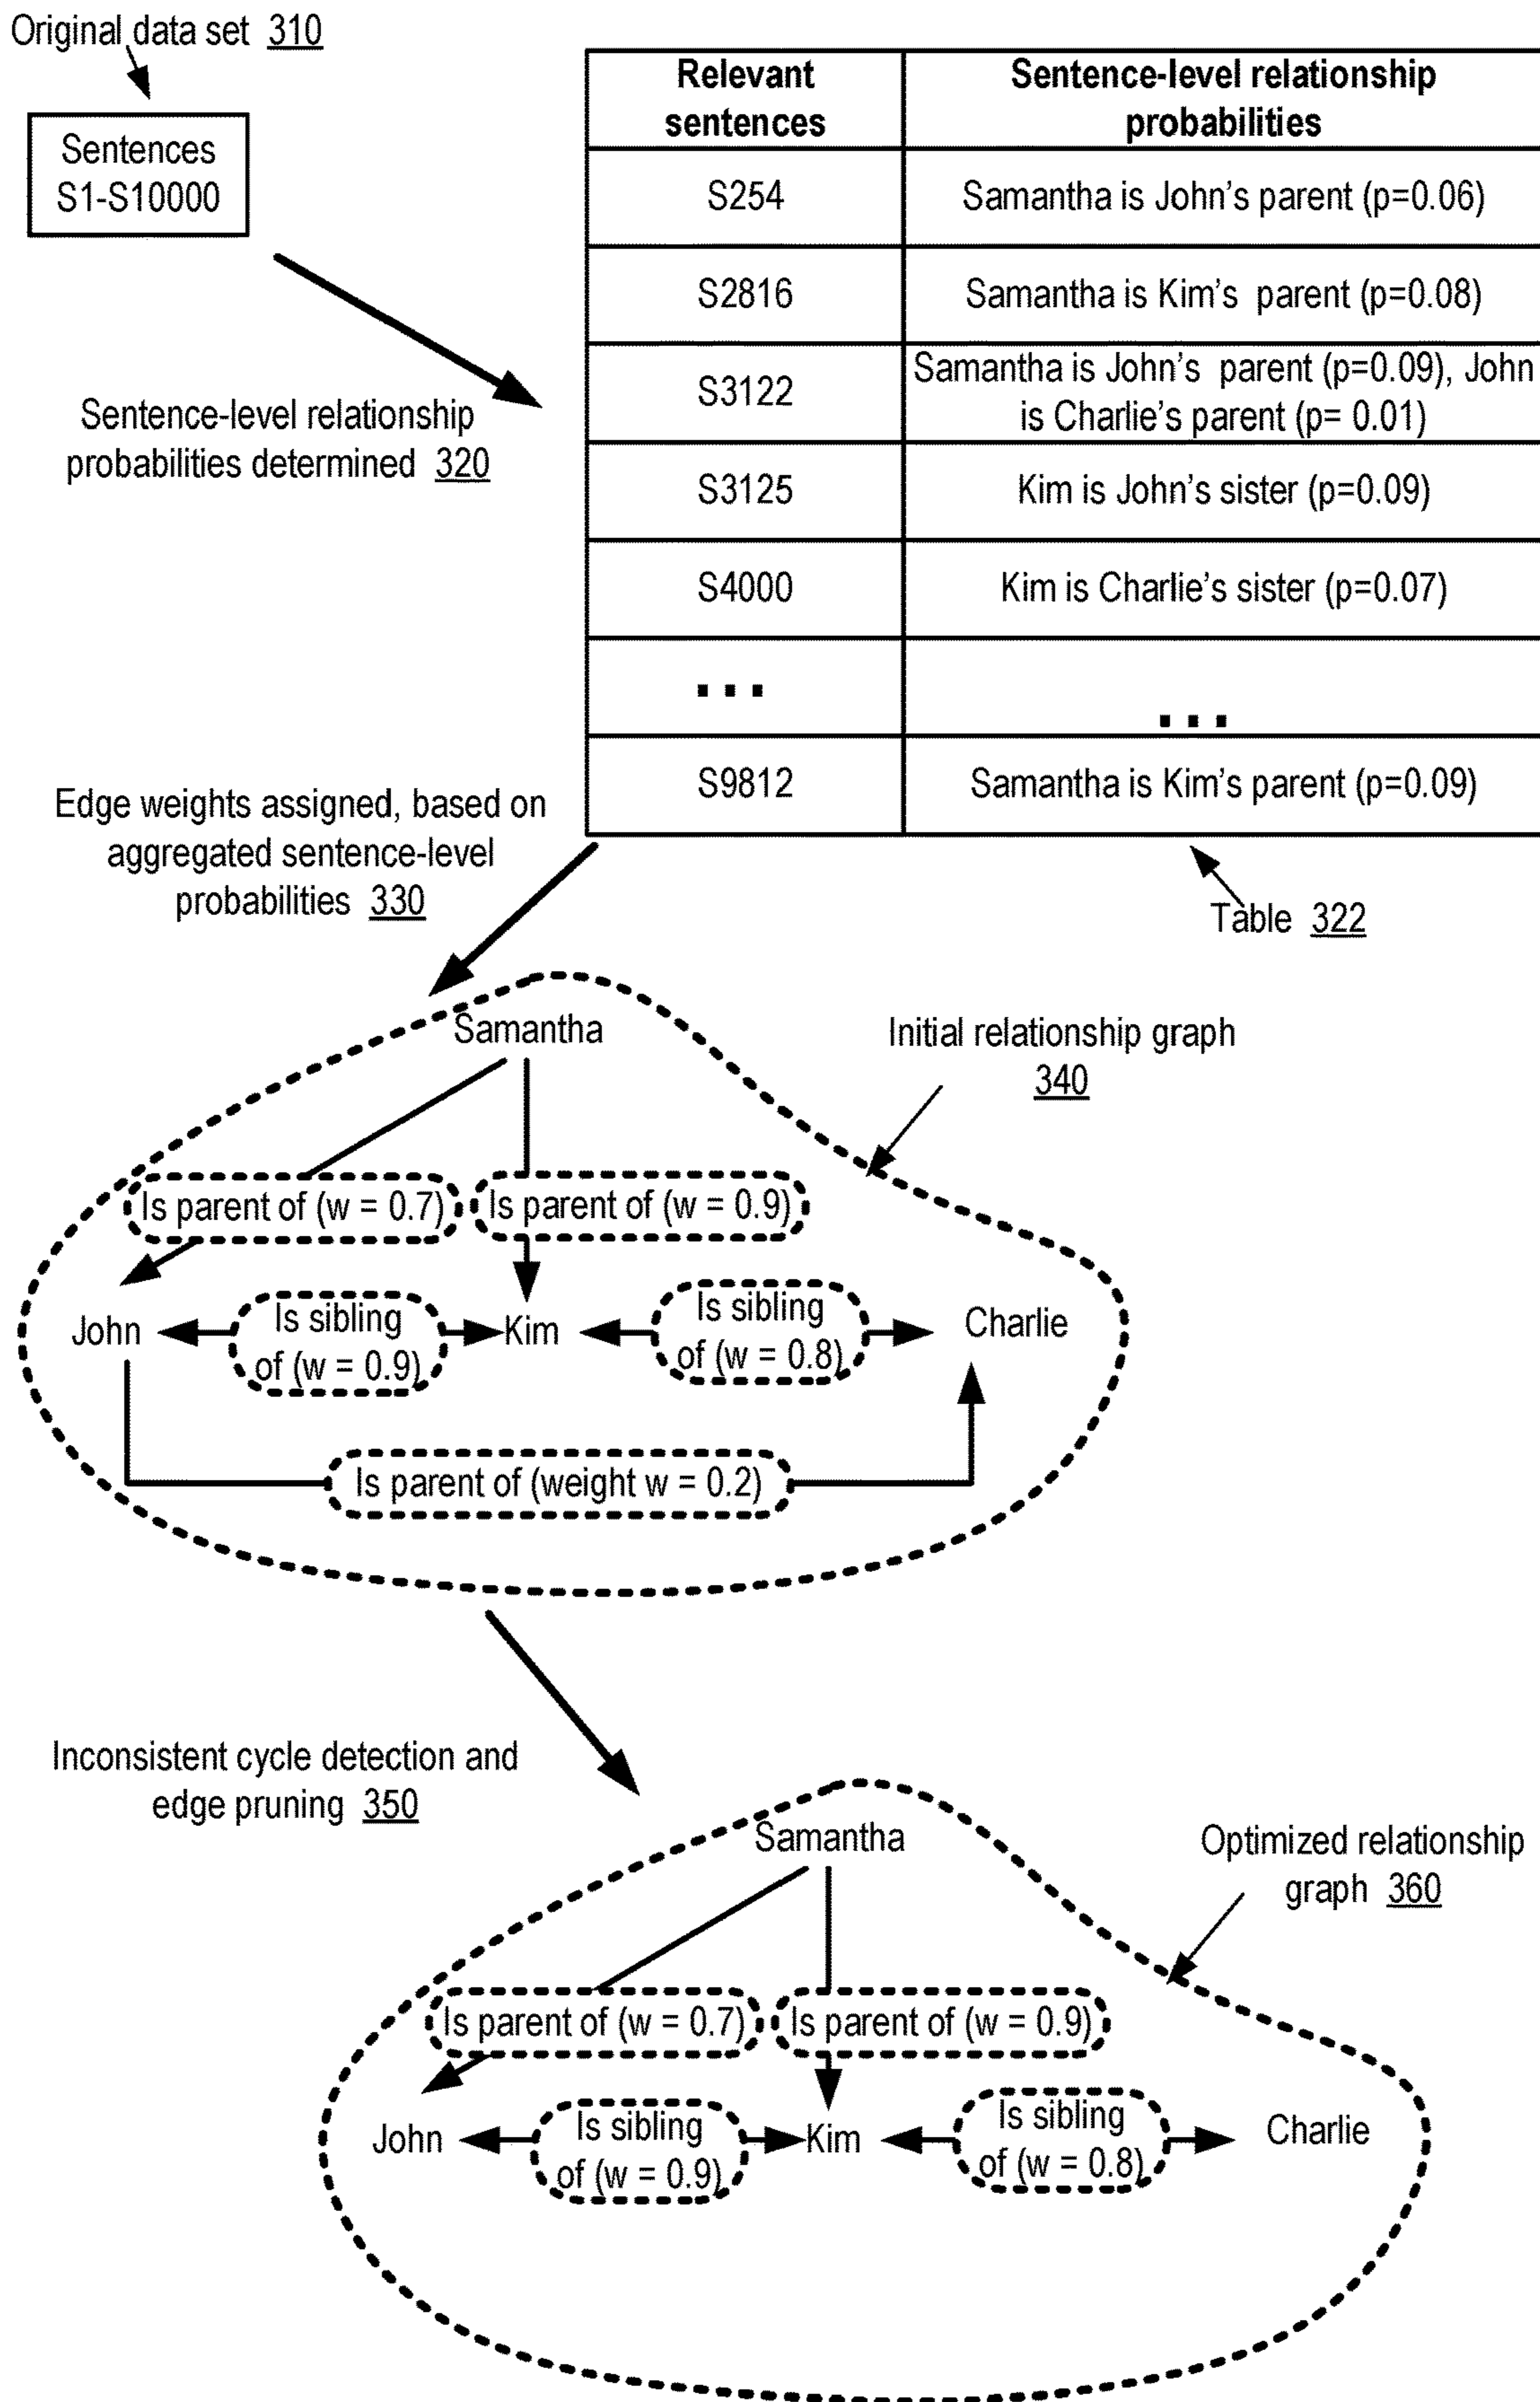 Original data set 310
Sentences
S1-S10000
Relevant
sentences
Sentence-level relationship
probabilities
S254
Samantha is John's parent (p=0.06)
S2816
Samantha is Kim's parent (p=0.08)
S3122
Samantha is John's parent (p=0.09), John
is Charlie's parent (p= 0.01)
S3125
Kim is John's sister (p=0.09)
S4000
Kim is Charlie's sister (p=0.07)
...
...
S9812
Samantha is Kim's parent (p=0.09)
Sentence-level relationship
probabilities determined 320
Table 322
Edge weights assigned, based on
aggregated sentence-level
probabilities 330
Initial relationship graph
340
Samantha
Is parent of (w = 0.7)
Is parent of (w = 0.9)
John
Is sibling
of (w = 0.9)
Kim
Is sibling
of (w = 0.8)
Charlie
Is parent of (weight w = 0.2)
Inconsistent cycle detection and
edge pruning 350
Optimized relationship
graph 360
Samantha
Is parent of (w = 0.7)
Is parent of (w = 0.9)
John
Is sibling
of (w = 0.9)
Kim
Is sibling
of (w = 0.8)
Charlie